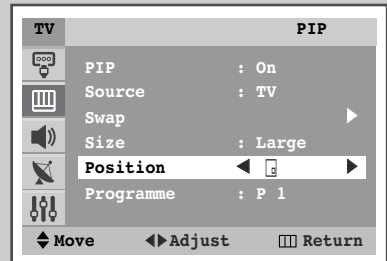 TV PIP
PIP : On
Source : TV
Swap
Size : Large
Position
Programme : P 1
Move Adjust Return